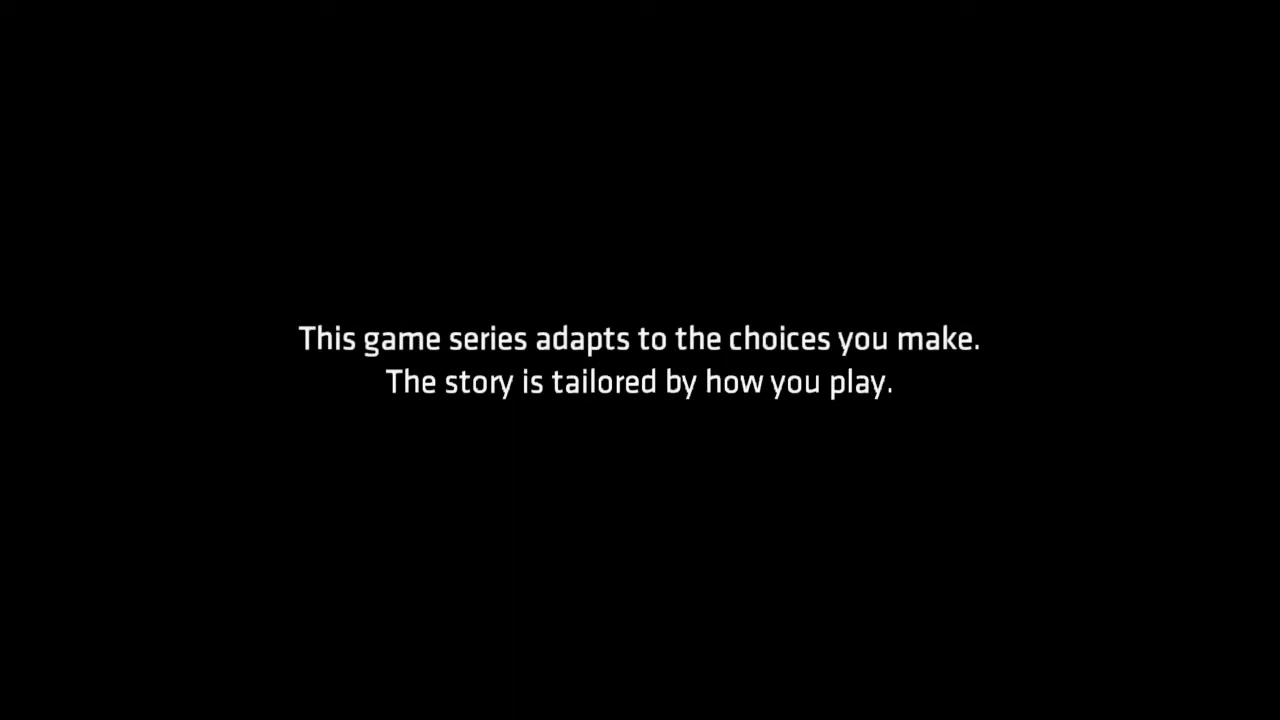 This game series adapts to the choices you make.
The story is tailored by how you play.